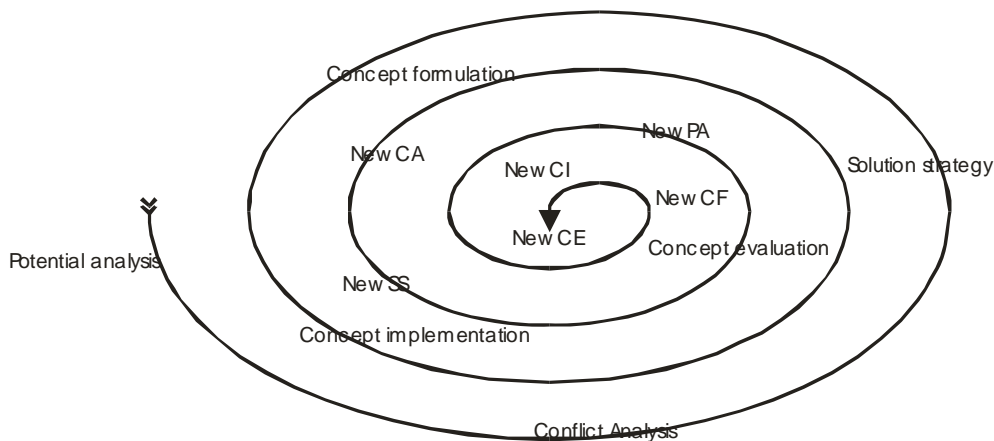 Concept formulation
New PA
New CA
Solution strategy
New CI
New CF
New CE
Concept evaluation
Potential analysis
New SS
Concept implementation
Conflict Analysis